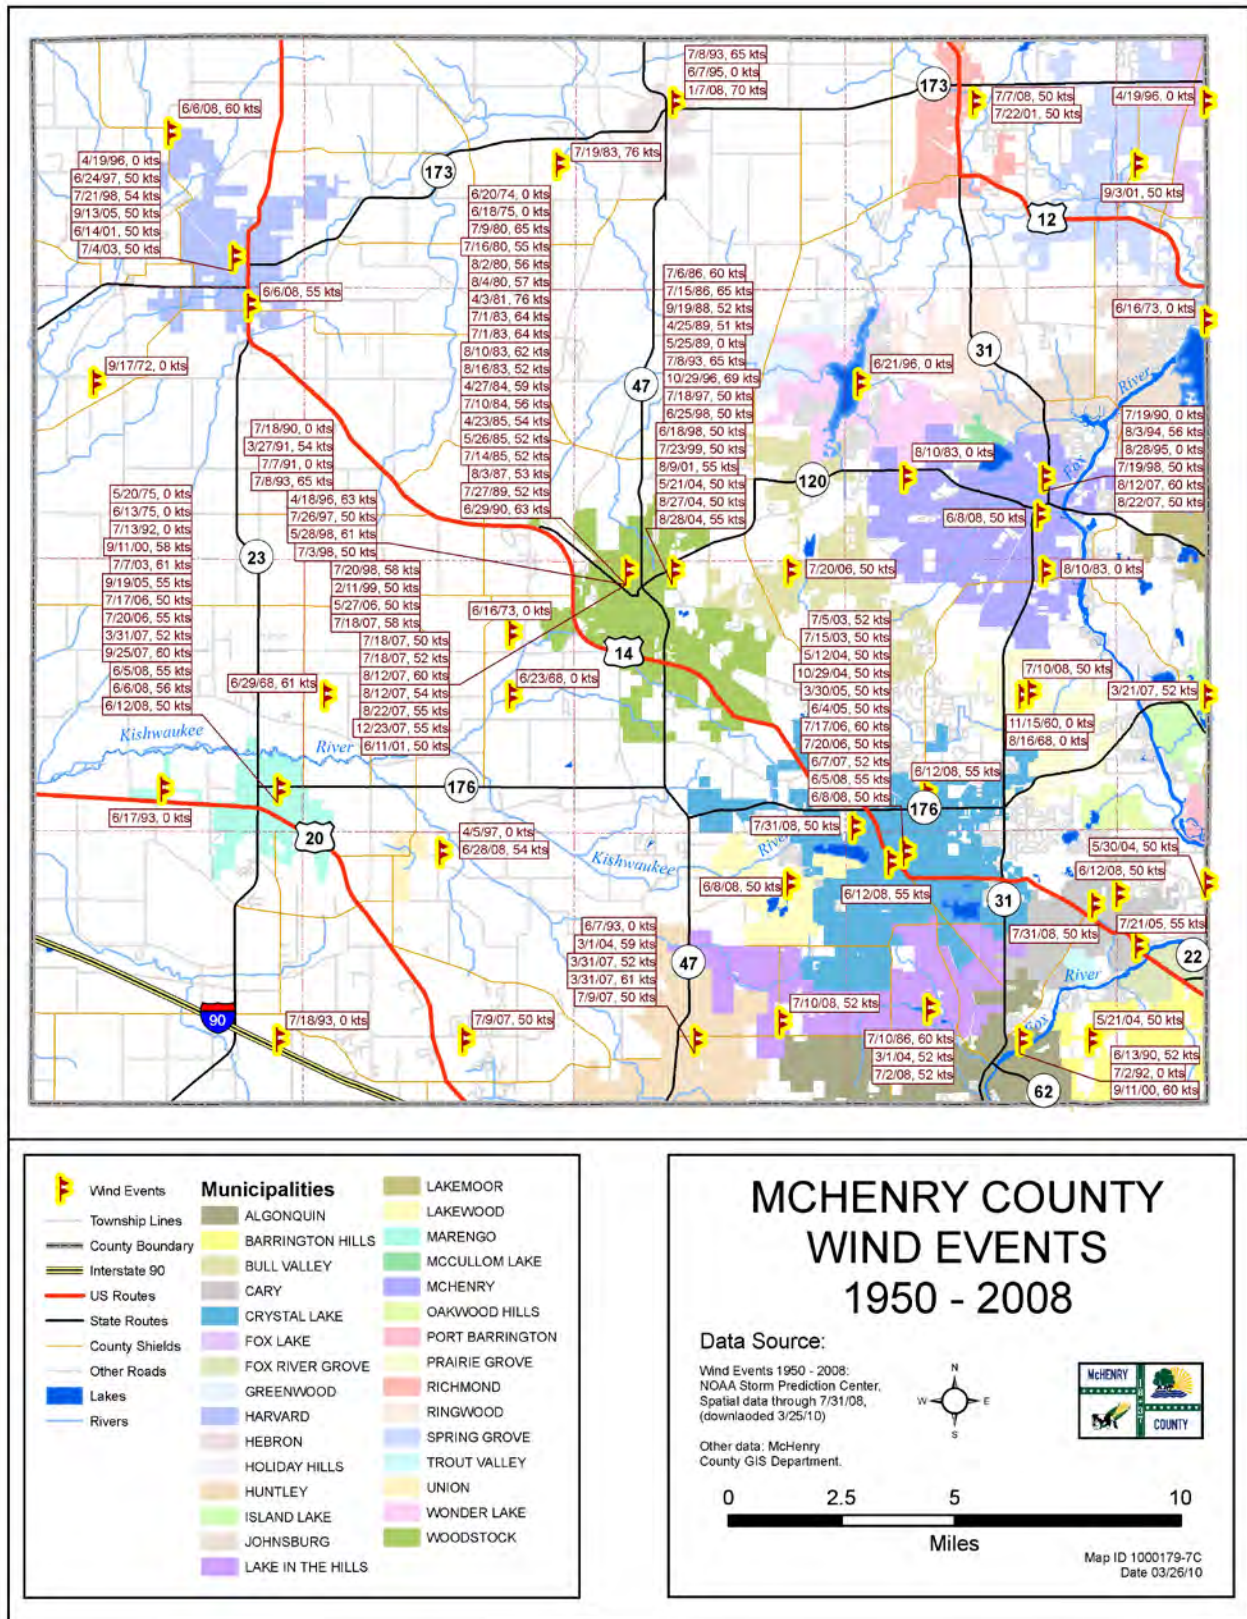 7/8/93, 65 kts
6/7/95, 0 kts
1/7/08, 70 kts
173
7/7/08, 50 kts
7/22/01, 50 kts
4/19/96, 0 kts
6/6/08, 60 kts
4/19/96, 0 kts
6/24/97, 50 kts
7/21/98, 54 kts
9/13/05, 50 kts
6/14/01, 50 kts
7/4/03, 50 kts
173
7/19/83, 76 kts
9/3/01, 50 kts
12
6/6/08, 55 kts
6/20/74, 0 kts
6/18/75, 0 kts
7/9/80, 65 kts
7/16/80, 55 kts
8/2/80, 56 kts
8/4/80, 57 kts
4/3/81, 76 kts
7/1/83, 64 kts
7/1/83, 64 kts
8/10/83, 62 kts
8/16/83, 52 kts
4/27/84, 59 kts
7/10/84, 56 kts
4/23/85, 54 kts
5/26/85, 52 kts
7/14/85, 52 kts
8/3/87, 53 kts
7/27/89, 52 kts
6/29/90, 63 kts
7/6/86, 60 kts
7/15/86, 65 kts
9/19/88, 52 kts
4/25/89, 51 kts
5/25/89, 0 kts
7/8/93, 65 kts
10/29/96, 69 kts
7/18/97, 50 kts
6/25/98, 50 kts
6/18/98, 50 kts
7/23/99, 50 kts
8/9/01, 55 kts
5/21/04, 50 kts
8/27/04, 50 kts
8/28/04, 55 kts
6/16/73, 0 kts
31
River
9/17/72, 0 kts
47
6/21/96, 0 kts
7/19/90, 0 kts
8/3/94, 56 kts
8/28/95, 0 kts
7/19/98, 50 kts
8/12/07, 60 kts
8/22/07, 50 kts
7/18/90, 0 kts
3/27/91, 54 kts
7/7/91, 0 kts
7/8/93, 65 kts
4/18/96, 63 kts
7/26/97, 50 kts
5/28/98, 61 kts
7/3/98, 50 kts
7/20/98, 58 kts
2/11/99, 50 kts
5/27/06, 50 kts
7/18/07, 58 kts
7/18/07, 50 kts
7/18/07, 52 kts
8/12/07, 60 kts
8/12/07, 54 kts
8/22/07, 55 kts
12/23/07, 55 kts
6/11/01, 50 kts
8/10/83, 0 kts
Fox
120
6/8/08, 50 kts
5/20/75, 0 kts
6/13/75, 0 kts
7/13/92, 0 kts
9/11/00, 58 kts
7/7/03, 61 kts
9/19/05, 55 kts
7/17/06, 50 kts
7/20/06, 55 kts
3/31/07, 52 kts
9/25/07, 60 kts
6/5/08, 55 kts
6/6/08, 56 kts
6/12/08, 50 kts
23
7/20/06, 50 kts
8/10/83, 0 kts
6/16/73, 0 kts
14
7/5/03, 52 kts
7/15/03, 50 kts
5/12/04, 50 kts
10/29/04, 50 kts
3/30/05, 50 kts
6/4/05, 50 kts
7/17/06, 60 kts
7/20/06, 50 kts
6/7/07, 52 kts
6/5/08, 55 kts
6/8/08, 50 kts
6/29/68, 61 kts
6/23/68, 0 kts
7/10/08, 50 kts
3/21/07, 52 kts
11/15/60, 0 kts
8/16/68, 0 kts
Kishwaukee River
6/12/08, 55 kts
176
176
6/17/93, 0 kts
20
7/31/08, 50 kts
4/5/97, 0 kts
6/28/08, 54 kts
Kishwaukee River
5/30/04, 50 kts
6/12/08, 50 kts
6/8/08, 50 kts
6/12/08, 55 kts
31
6/7/93, 0 kts
3/1/04, 59 kts
3/31/07, 52 kts
3/31/07, 61 kts
7/9/07, 50 kts
7/31/08, 50 kts
7/21/05, 55 kts
22
47
River
7/10/08, 52 kts
90
7/18/93, 0 kts
7/9/07, 50 kts
Fox
5/21/04, 50 kts
7/10/86, 60 kts
3/1/04, 52 kts
7/2/08, 52 kts
6/13/90, 52 kts
7/2/92, 0 kts
9/11/00, 60 kts
62
Wind Events
Township Lines
County Boundary
Interstate 90
US Routes
State Routes
County Shields
Other Roads
Lakes
Rivers
Municipalities
ALGONQUIN
BARRINGTON HILLS
BULL VALLEY
CARY
CRYSTAL LAKE
FOX LAKE
FOX RIVER GROVE
GREENWOOD
HARVARD
HEBRON
HOLIDAY HILLS
HUNTLEY
ISLAND LAKE
JOHNSBURG
LAKE IN THE HILLS
LAKEMOOR
LAKEWOOD
MARENGO
MCCULLOM LAKE
MCHENRY
OAKWOOD HILLS
PORT BARRINGTON
PRAIRIE GROVE
RICHMOND
RINGWOOD
SPRING GROVE
TROUT VALLEY
UNION
WONDER LAKE
WOODSTOCK
MCHENRY COUNTY
WIND EVENTS
1950 - 2008
Data Source:
Wind Events 1950 - 2008:
NOAA Storm Prediction Center,
Spatial data through 7/31/08,
(downlaoded 3/25/10)
Other data: McHenry
County GIS Department.
N
W E
S
McHENRY
COUNTY
0 2.5 5 10
Miles
Map ID 1000179-7C
Date 03/26/10